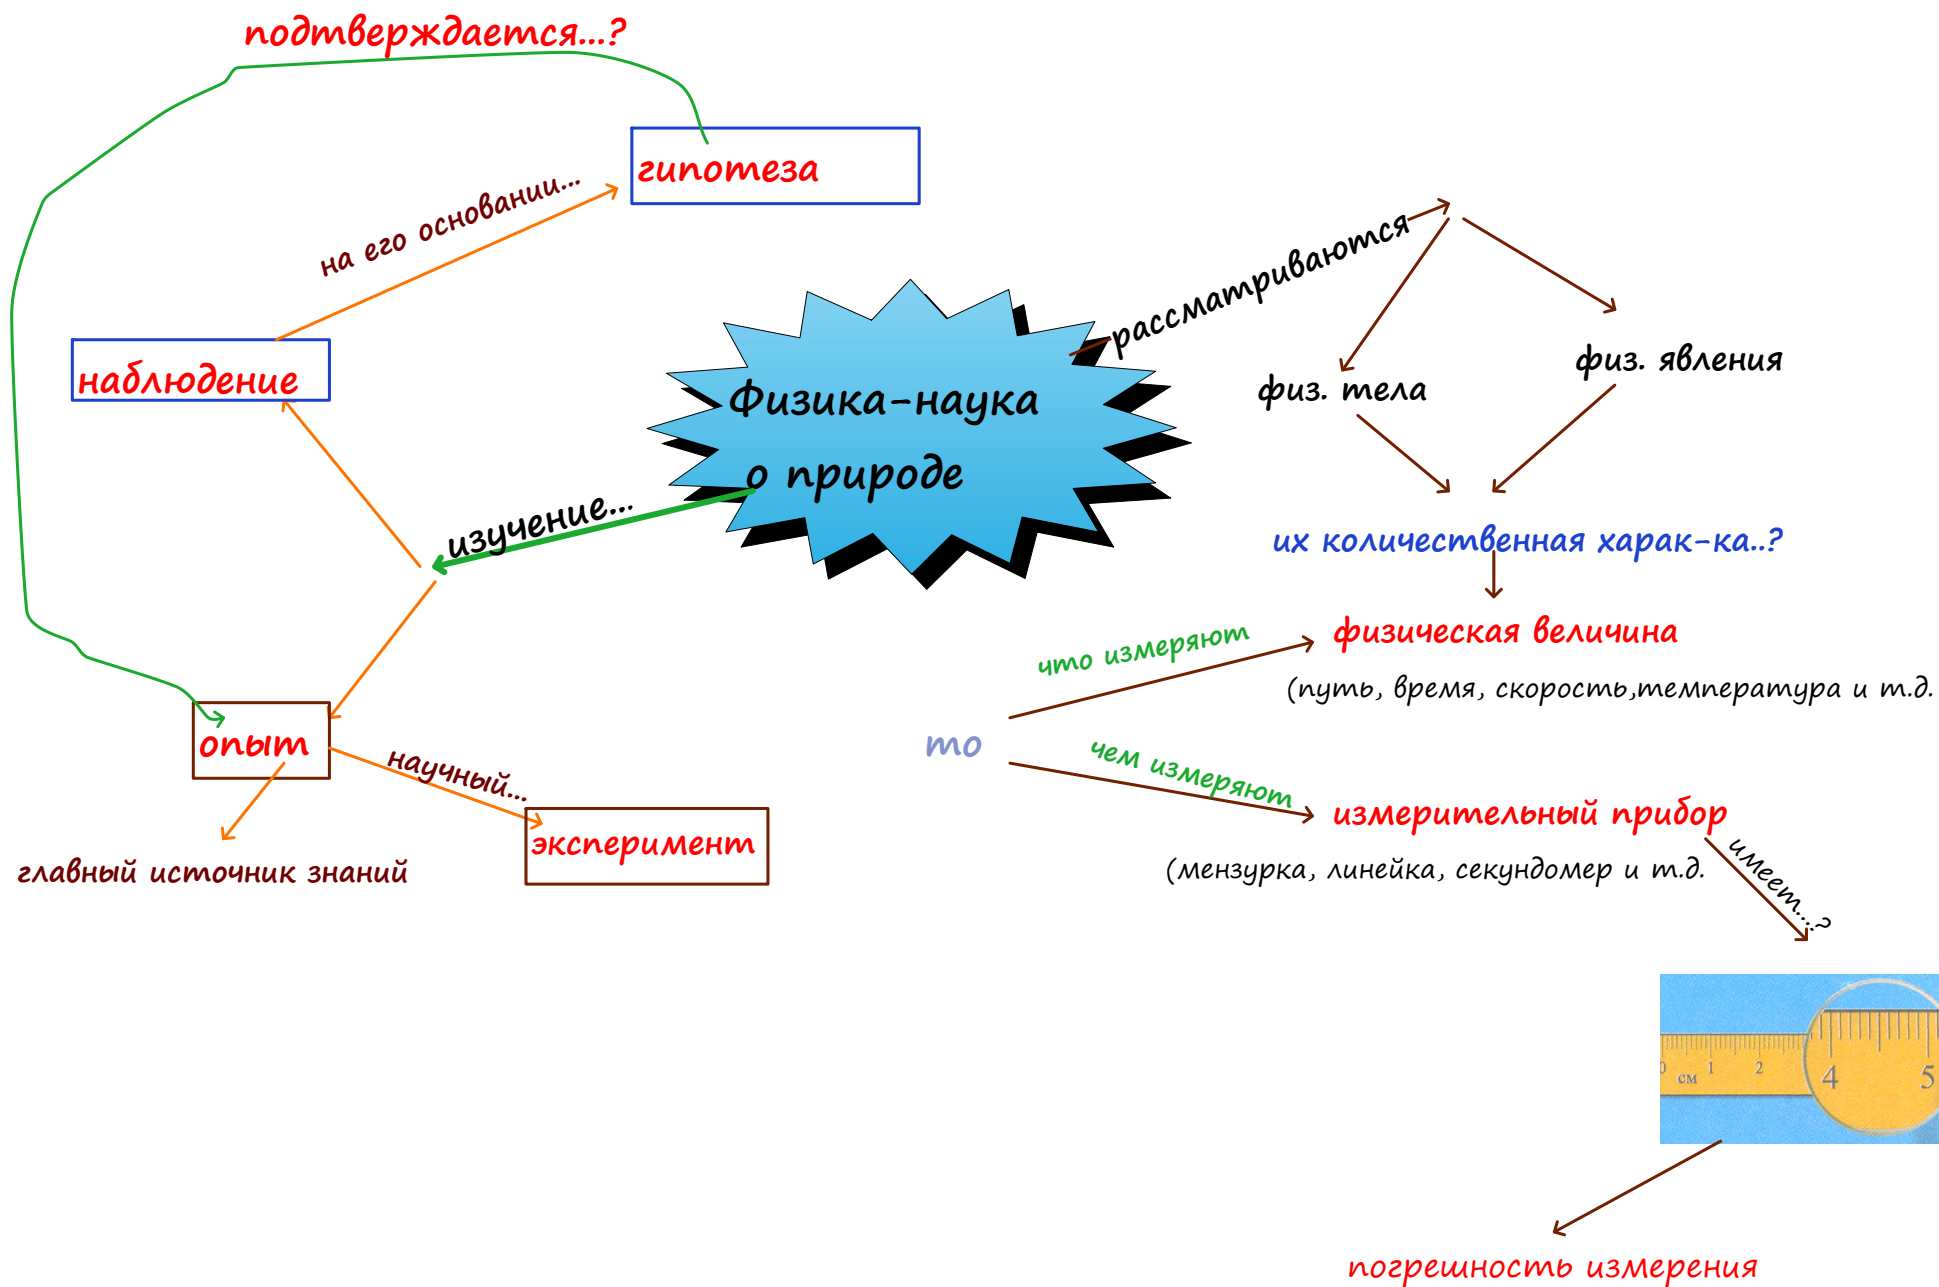 подтверждается...?
гипотеза
на его основании...
наблюдение
Физика-наука
о природе
изучение...
опыт
научный...
эксперимент
главный источник знаний
рассматриваются
физ. тела
физ. явления
их количественная харак-ка..?
что измеряют
физическая величина
(путь, время, скорость,температура и т.д.
то
чем измеряют
измерительный прибор
(мензурка, линейка, секундомер и т.д.
имеет...?
0 см 1 2 4 5
погрешность измерения